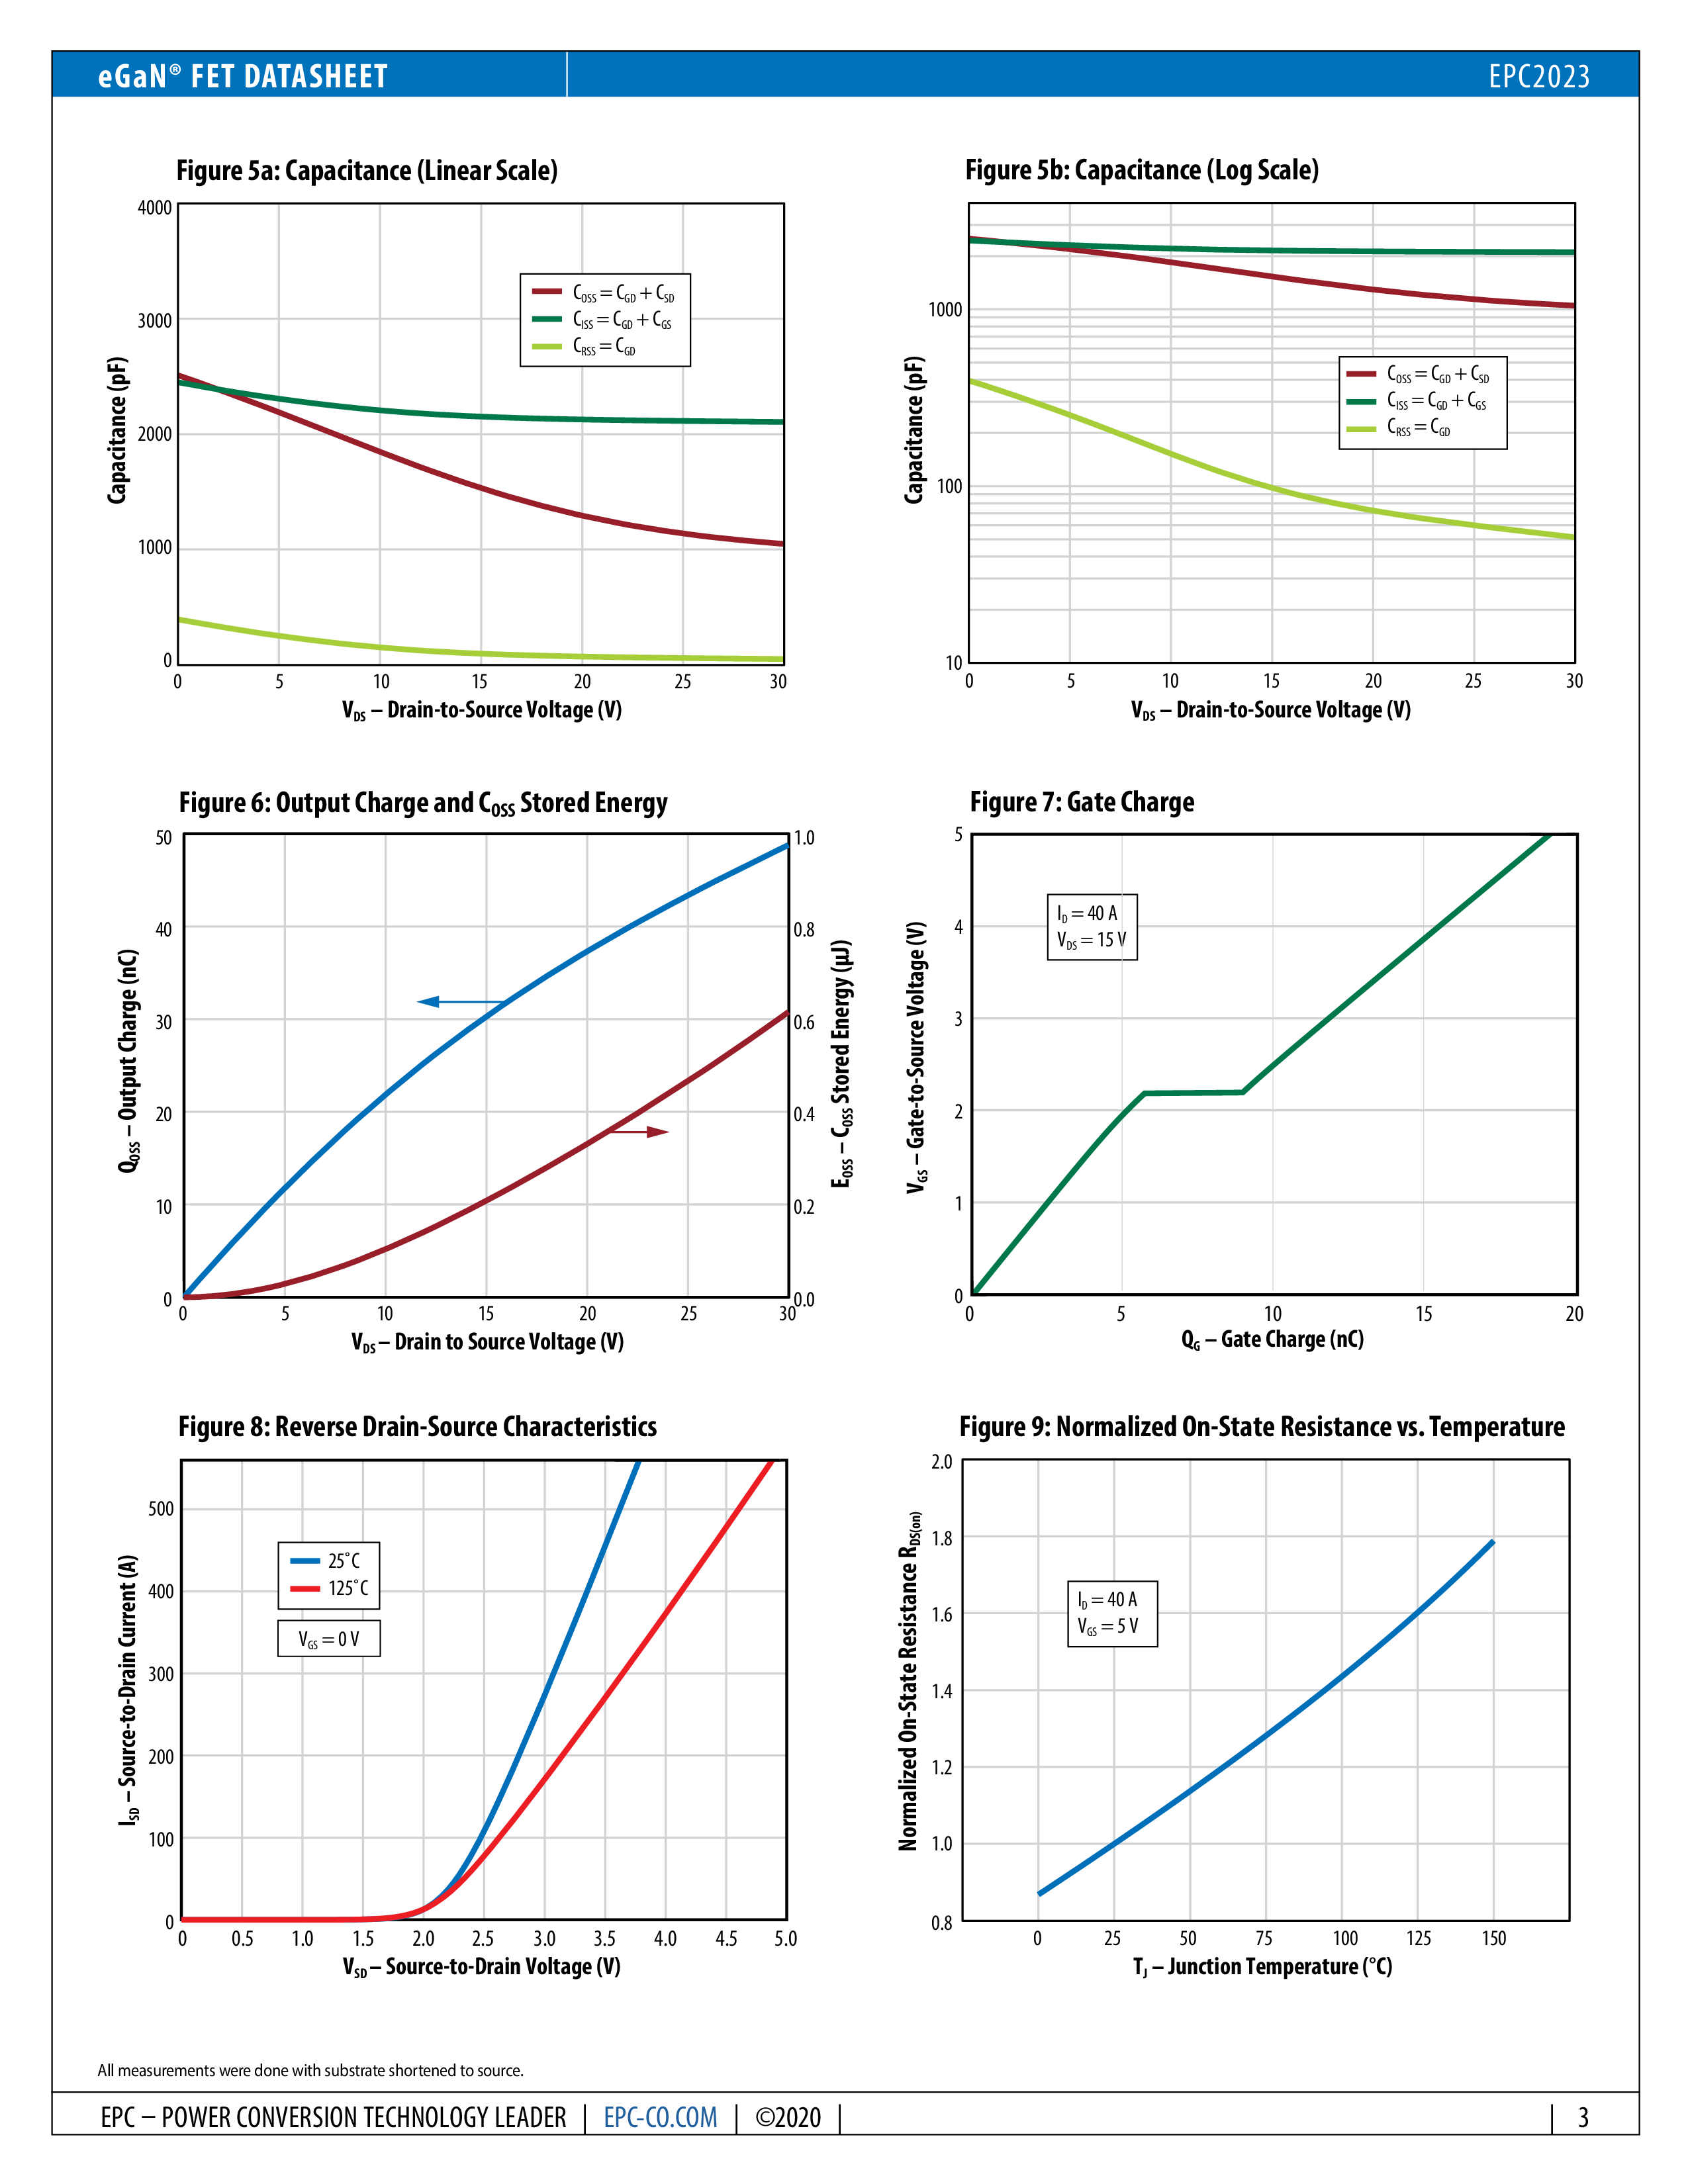 eGaN® FET DATASHEET
EPC2023
Figure 5a: Capacitance (Linear Scale)
4000
3000
2000
1000
0
Capacitance (pF)
COSS = CGD + CSD
CISS = CGD + CGS
CRSS = CGD
0 5 10 15 20 25 30
VDS – Drain-to-Source Voltage (V)
Figure 5b: Capacitance (Log Scale)
1000
100
10
Capacitance (pF)
COSS = CGD + CSD
CISS = CGD + CGS
CRSS = CGD
0 5 10 15 20 25 30
VDS – Drain-to-Source Voltage (V)
Figure 6: Output Charge and COSS Stored Energy
50
40
30
20
10
0
QOSS – Output Charge (nC)
1.0
0.8
0.6
0.4
0.2
0.0
EOSS – COSS Stored Energy (µJ)
0 5 10 15 20 25 30
VDS – Drain to Source Voltage (V)
Figure 7: Gate Charge
5
4
3
2
1
0
VGS – Gate-to-Source Voltage (V)
ID = 40 A
VDS = 15 V
0 5 10 15 20
QG – Gate Charge (nC)
Figure 8: Reverse Drain-Source Characteristics
500
400
300
200
100
0
ISD – Source-to-Drain Current (A)
25˚C
125˚C
VGS = 0 V
0 0.5 1.0 1.5 2.0 2.5 3.0 3.5 4.0 4.5 5.0
VSD – Source-to-Drain Voltage (V)
Figure 9: Normalized On-State Resistance vs. Temperature
2.0
1.8
1.6
1.4
1.2
1.0
0.8
Normalized On-State Resistance RDS(on)
ID = 40 A
VGS = 5 V
0 25 50 75 100 125 150
TJ – Junction Temperature (°C)
All measurements were done with substrate shortened to source.
EPC – POWER CONVERSION TECHNOLOGY LEADER | EPC-CO.COM | ©2020 | | 3